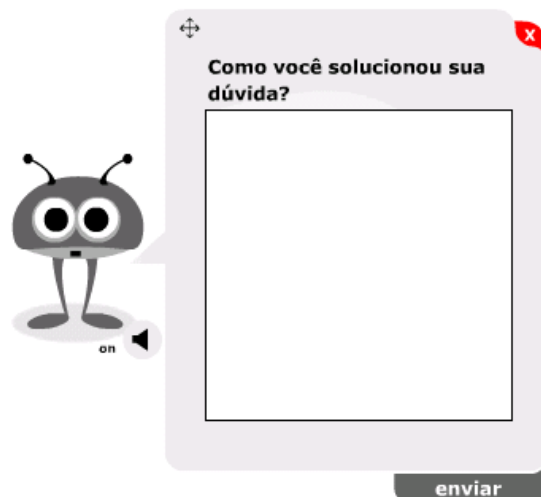 X
Como você solucionou sua
dúvida?
on
enviar